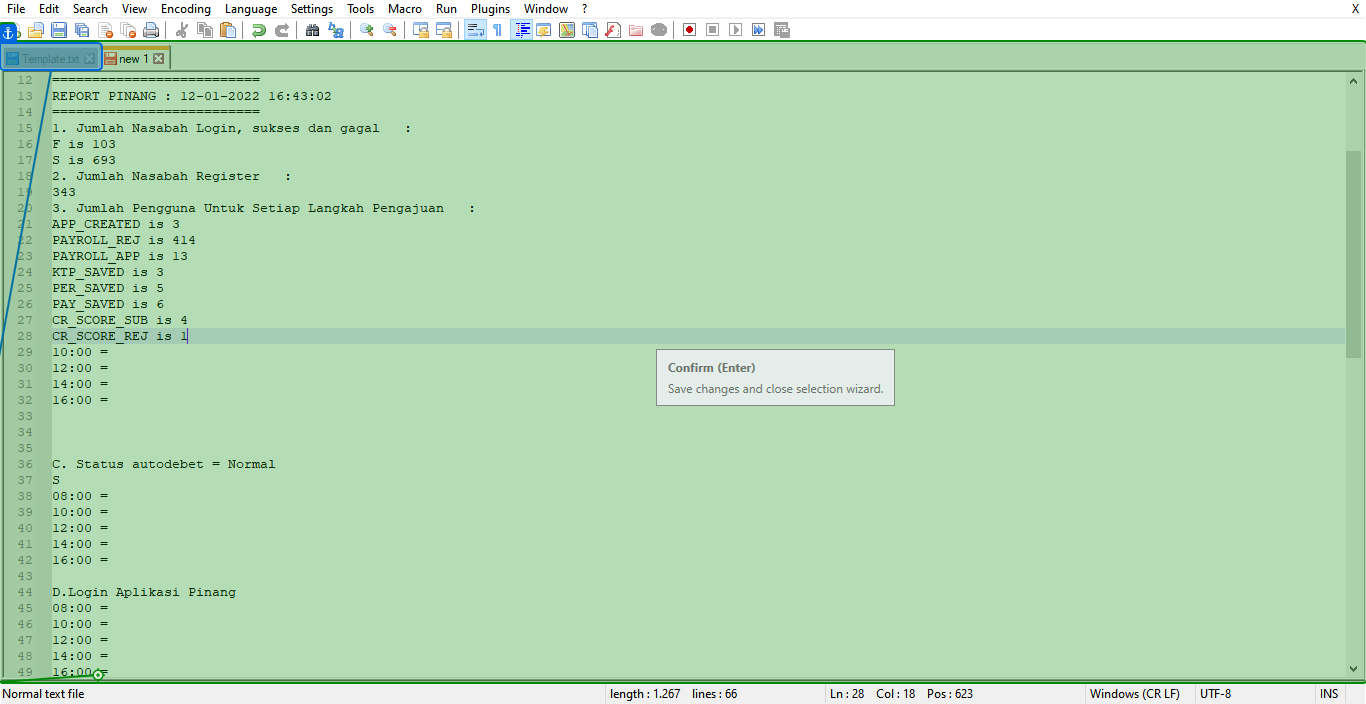 File Edit Search View Encoding Language Settings Tools Macro Run Plugins Window ? X
Template.txt new 1
12 ==========================
13 REPORT PINANG : 12-01-2022 16:43:02
14 ==========================
15 1. Jumlah Nasabah Login, sukses dan gagal :
16 F is 103
17 S is 693
18 2. Jumlah Nasabah Register :
19 343
20 3. Jumlah Pengguna Untuk Setiap Langkah Pengajuan :
21 APP_CREATED is 3
22 PAYROLL_REJ is 414
23 PAYROLL_APP is 13
24 KTP_SAVED is 3
25 PER_SAVED is 5
26 PAY_SAVED is 6
27 CR_SCORE_SUB is 4
28 CR_SCORE_REJ is 1
29 10:00 =
30 12:00 =
31 14:00 =
32 16:00 =
33
34
35
36 C. Status autodebet = Normal
37 S
38 08:00 =
39 10:00 =
40 12:00 =
41 14:00 =
42 16:00 =
43
44 D.Login Aplikasi Pinang
45 08:00 =
46 10:00 =
47 12:00 =
48 14:00 =
49 16:00 =
Confirm (Enter)
Save changes and close selection wizard.
Normal text file length : 1.267 lines : 66 Ln : 28 Col : 18 Pos : 623 Windows (CR LF) UTF-8 INS